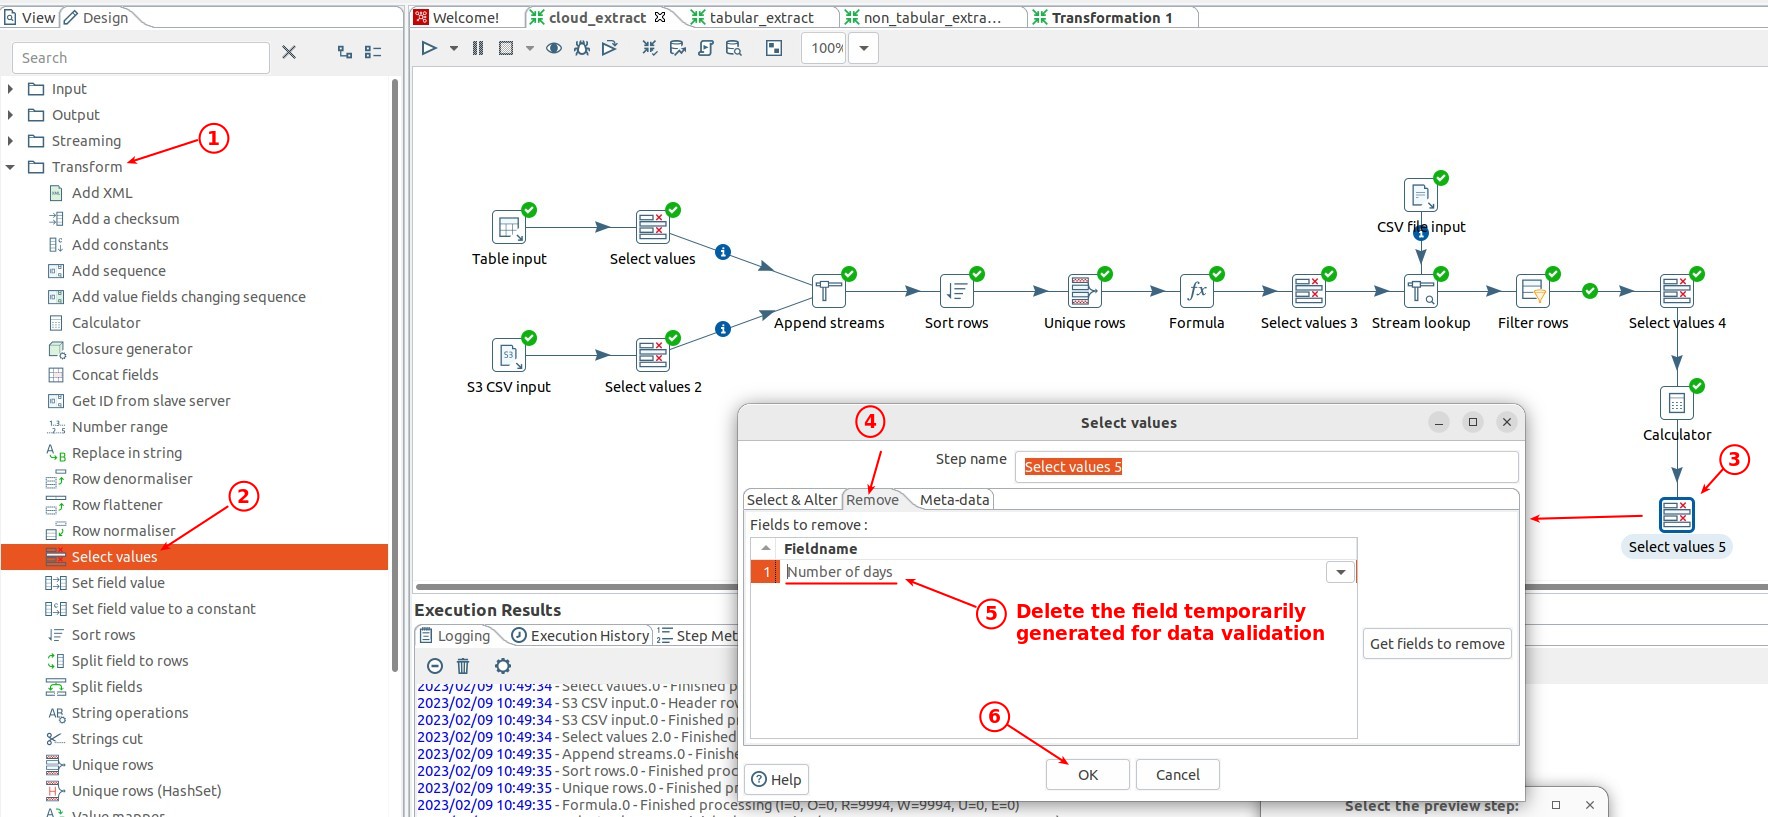 View
Design
Welcome!
cloud_extract
tabular_extract
non_tabular_extra...
Transformation 1
Search
100%
Input
Output
Streaming
1
Transform
Add XML
Add a checksum
Add constants
Add sequence
Add value fields changing sequence
Calculator
Closure generator
Concat fields
Get ID from slave server
Number range
Replace in string
Row denormaliser
Row flattener
2
Row normaliser
Select values
Set field value
Set field value to a constant
Sort rows
Split field to rows
Split fields
String operations
Strings cut
Unique rows
Unique rows (HashSet)
Value mapper
Table input
Select values
S3 CSV input
Select values 2
Append streams
Sort rows
Unique rows
Formula
Select values 3
CSV file input
Stream lookup
Filter rows
Select values 4
Calculator
3
Select values 5
4
Select values
Step name
Select values 5
Select & Alter
Remove
Meta-data
Fields to remove :
Fieldname
1
Number of days
5
Delete the field temporarily
generated for data validation
Get fields to remove
6
Help
OK
Cancel
Execution Results
Logging
Execution History
Step Met
2023/02/09 10:49:34 - Select values.0 - Finished p
2023/02/09 10:49:34 - S3 CSV input.0 - Header row
2023/02/09 10:49:34 - S3 CSV input.0 - Finished pr
2023/02/09 10:49:34 - Select values 2.0 - Finished
2023/02/09 10:49:35 - Append streams.0 - Finishe
2023/02/09 10:49:35 - Sort rows.0 - Finished proc
2023/02/09 10:49:35 - Unique rows.0 - Finished pr
2023/02/09 10:49:35 - Formula.0 - Finished processing (I=0, O=0, R=9994, W=9994, U=0, E=0)
Select the preview step: